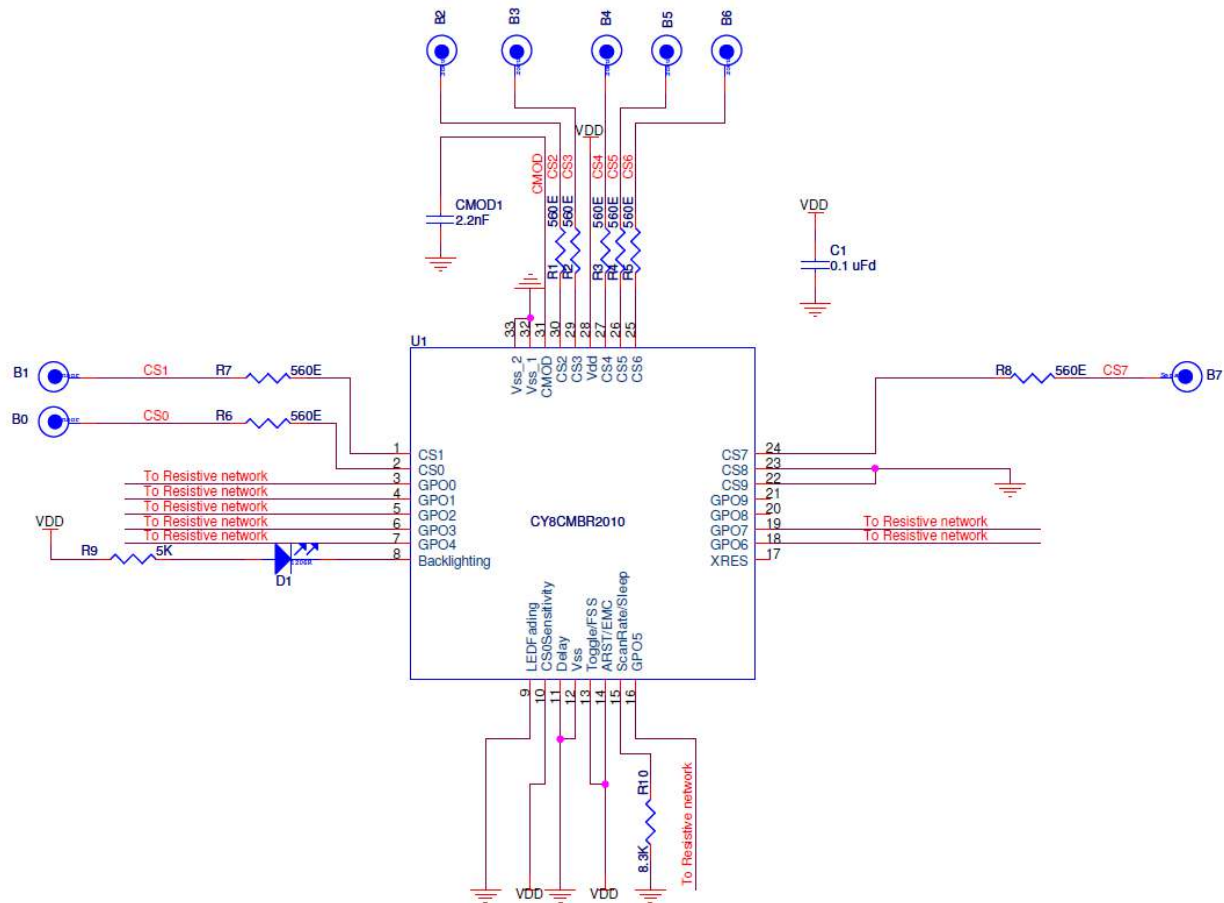 B2
B3
B4
B5
B6
VDD
CMOD
CS2
CS3
CS4
CS5
CS6
CMOD1
2.2nF
560E
560E
560E
560E
560E
R1
R2
R3
R4
R5
VDD
C1
0.1 uFd
33
32
31
30
29
28
27
26
25
U1
Vss_2
Vss_1
CMOD
CS2
CS3
Vdd
CS4
CS5
CS6
B1
CS1
R7
560E
B0
CS0
R6
560E
R8
560E
CS7
B7
1
CS1
2
CS0
3
GPO0
4
GPO1
5
GPO2
6
GPO3
7
GPO4
8
Backlighting
To Resistive network
To Resistive network
To Resistive network
To Resistive network
To Resistive network
VDD
R9
5K
D1
CY8CMBR2010
CS7
24
CS8
23
CS9
22
GPO9
21
GPO8
20
GPO7
19
GPO6
18
XRES
17
To Resistive network
To Resistive network
LEDFading
CS0Sensitivity
Delay
Vss
Toggle/FSS
ARST/EMC
ScanRate/Sleep
GPO5
9
10
11
12
13
14
15
16
R10
8.3K
To Resistive network
VDD
VDD